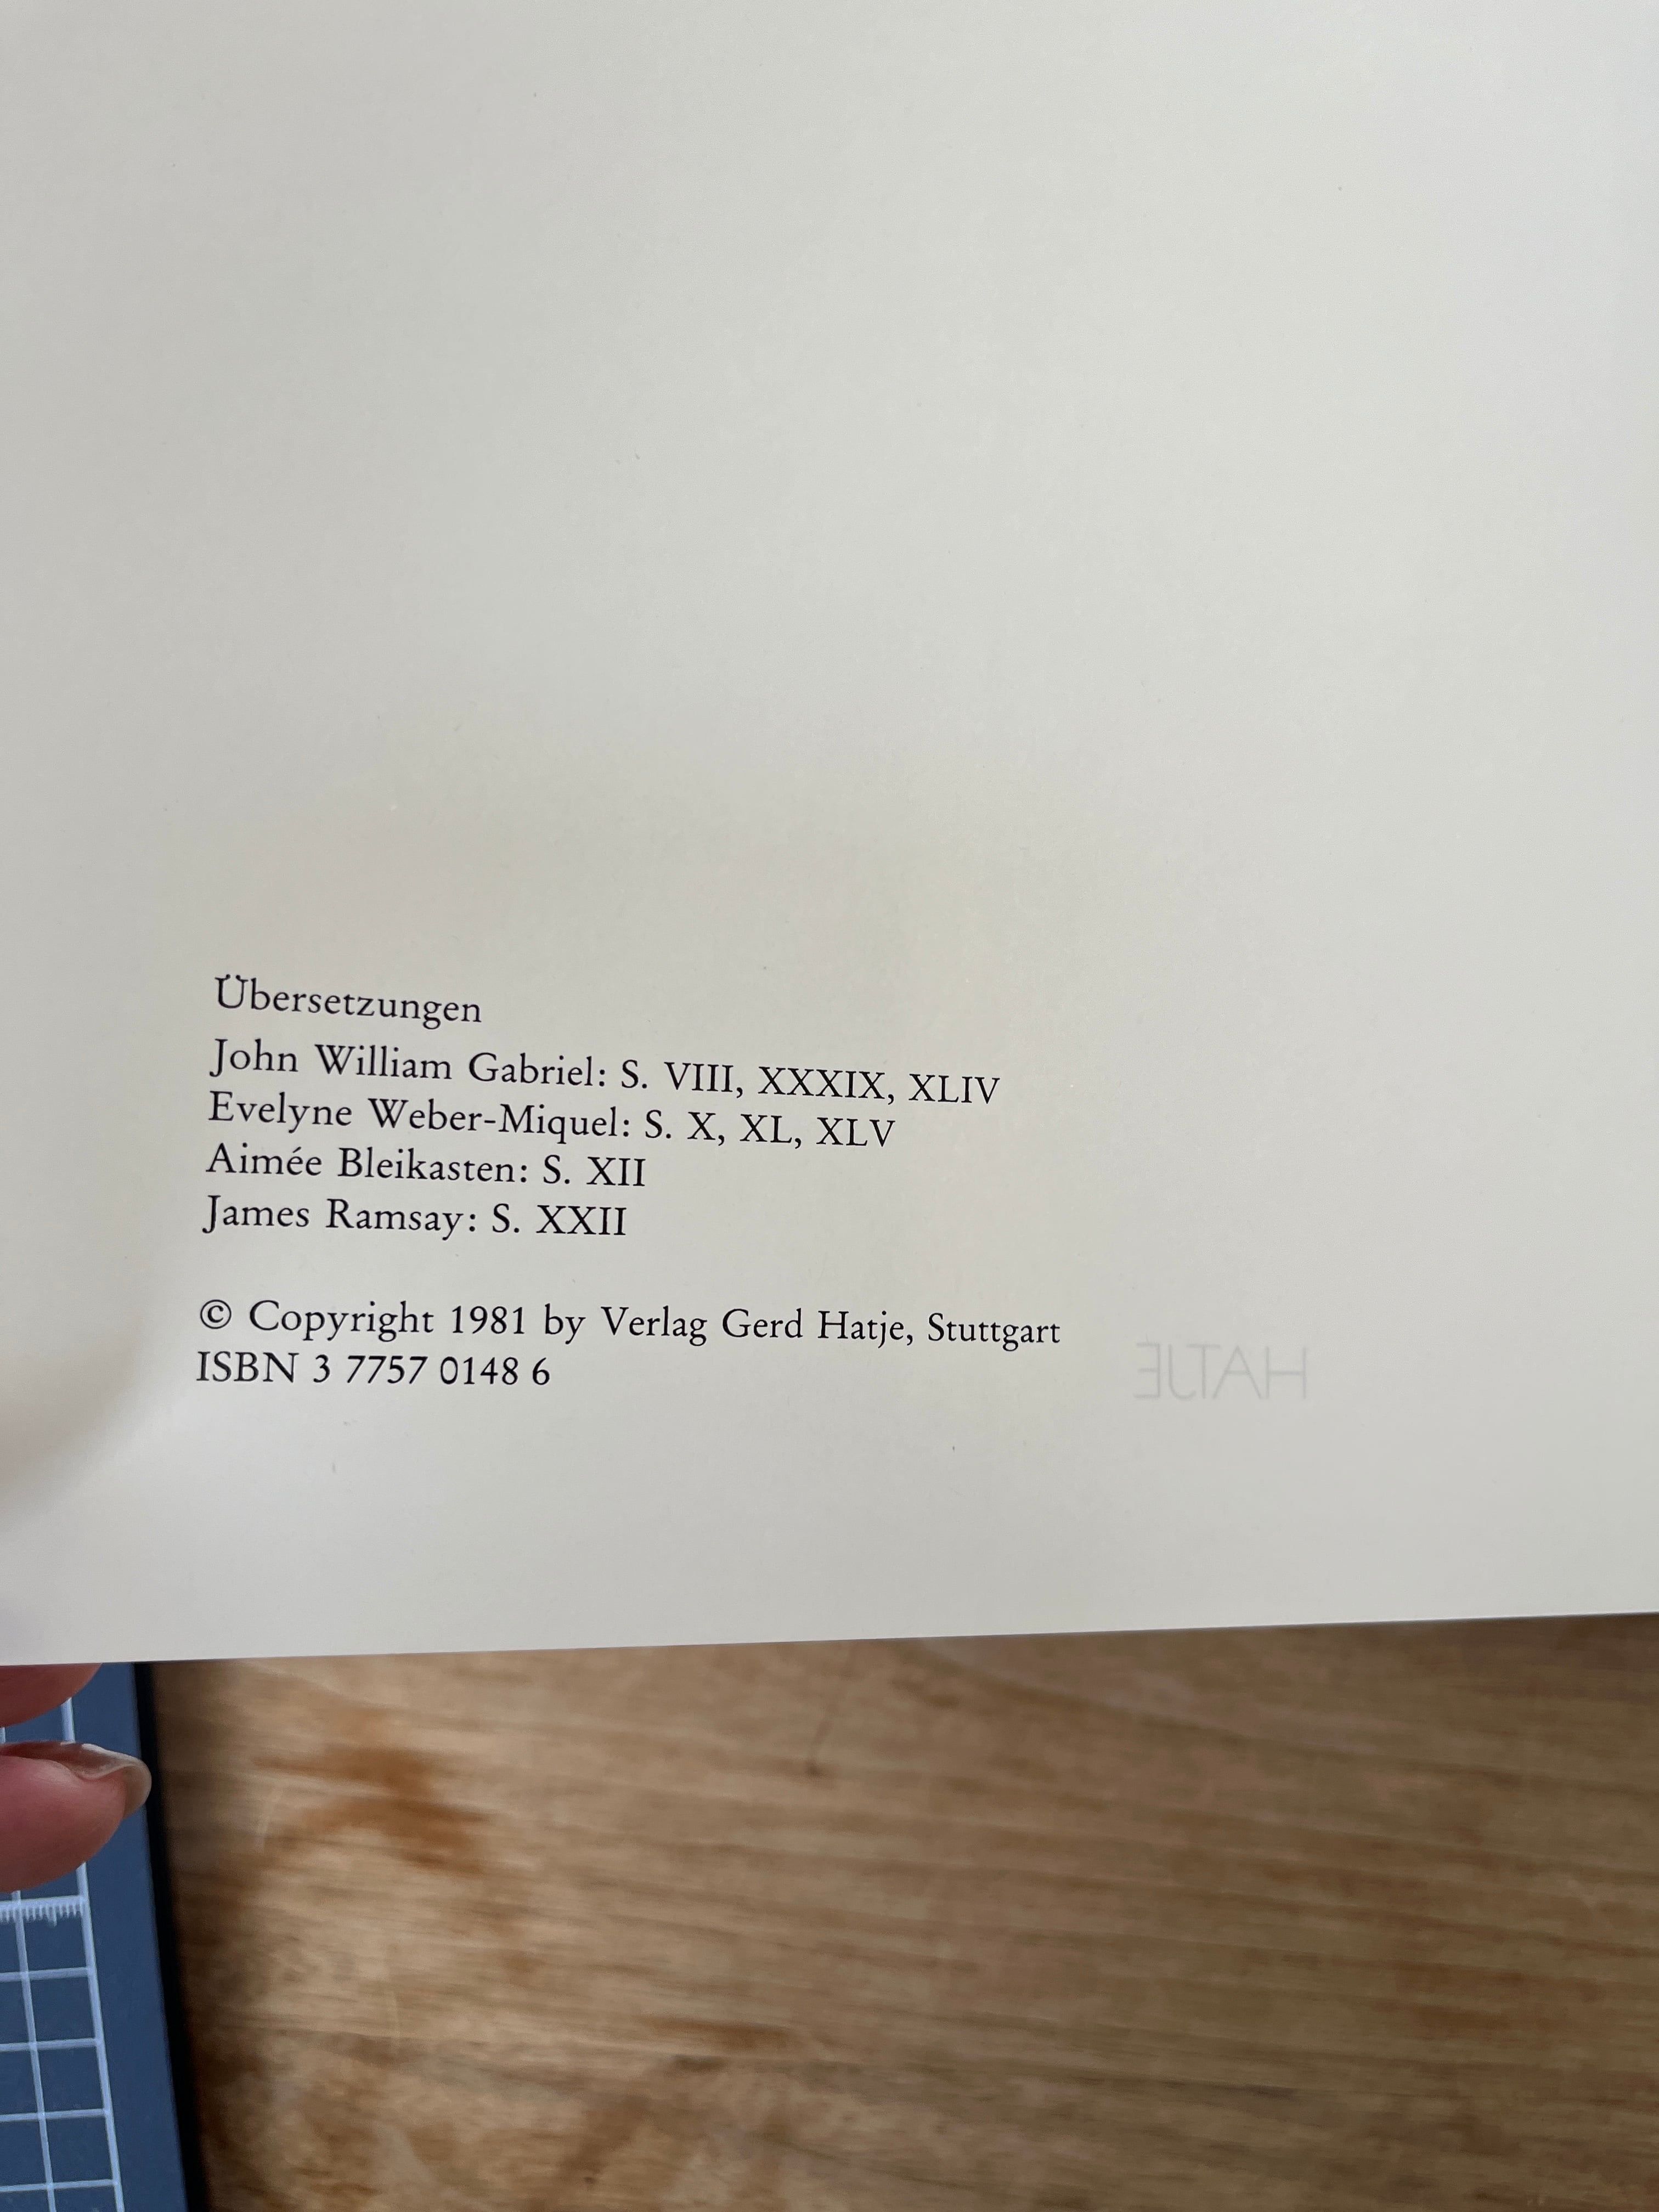 Übersetzungen
John William Gabriel: S. VIII, XXXIX, XLIV
Evelyne Weber-Miquel: S. X, XL, XLV
Aimée Bleikasten: S. XII
James Ramsay: S. XXII
© Copyright 1981 by Verlag Gerd Hatje, Stuttgart
ISBN 3 7757 0148 6
HATJE